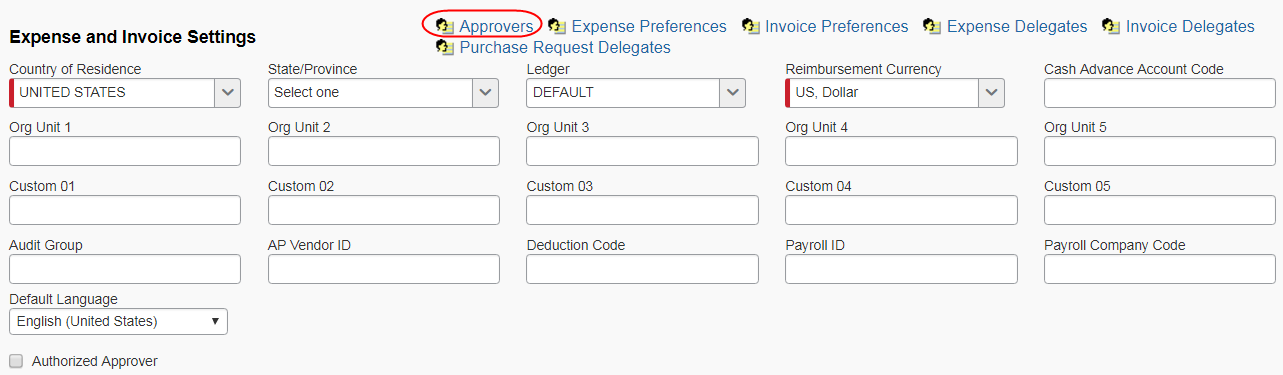 Expense and Invoice Settings
Approvers Expense Preferences Invoice Preferences Expense Delegates Invoice Delegates
Purchase Request Delegates
Country of Residence State/Province Ledger Reimbursement Currency Cash Advance Account Code
UNITED STATES Select one DEFAULT US, Dollar
Org Unit 1 Org Unit 2 Org Unit 3 Org Unit 4 Org Unit 5
Custom 01 Custom 02 Custom 03 Custom 04 Custom 05
Audit Group AP Vendor ID Deduction Code Payroll ID Payroll Company Code
Default Language
English (United States)
Authorized Approver